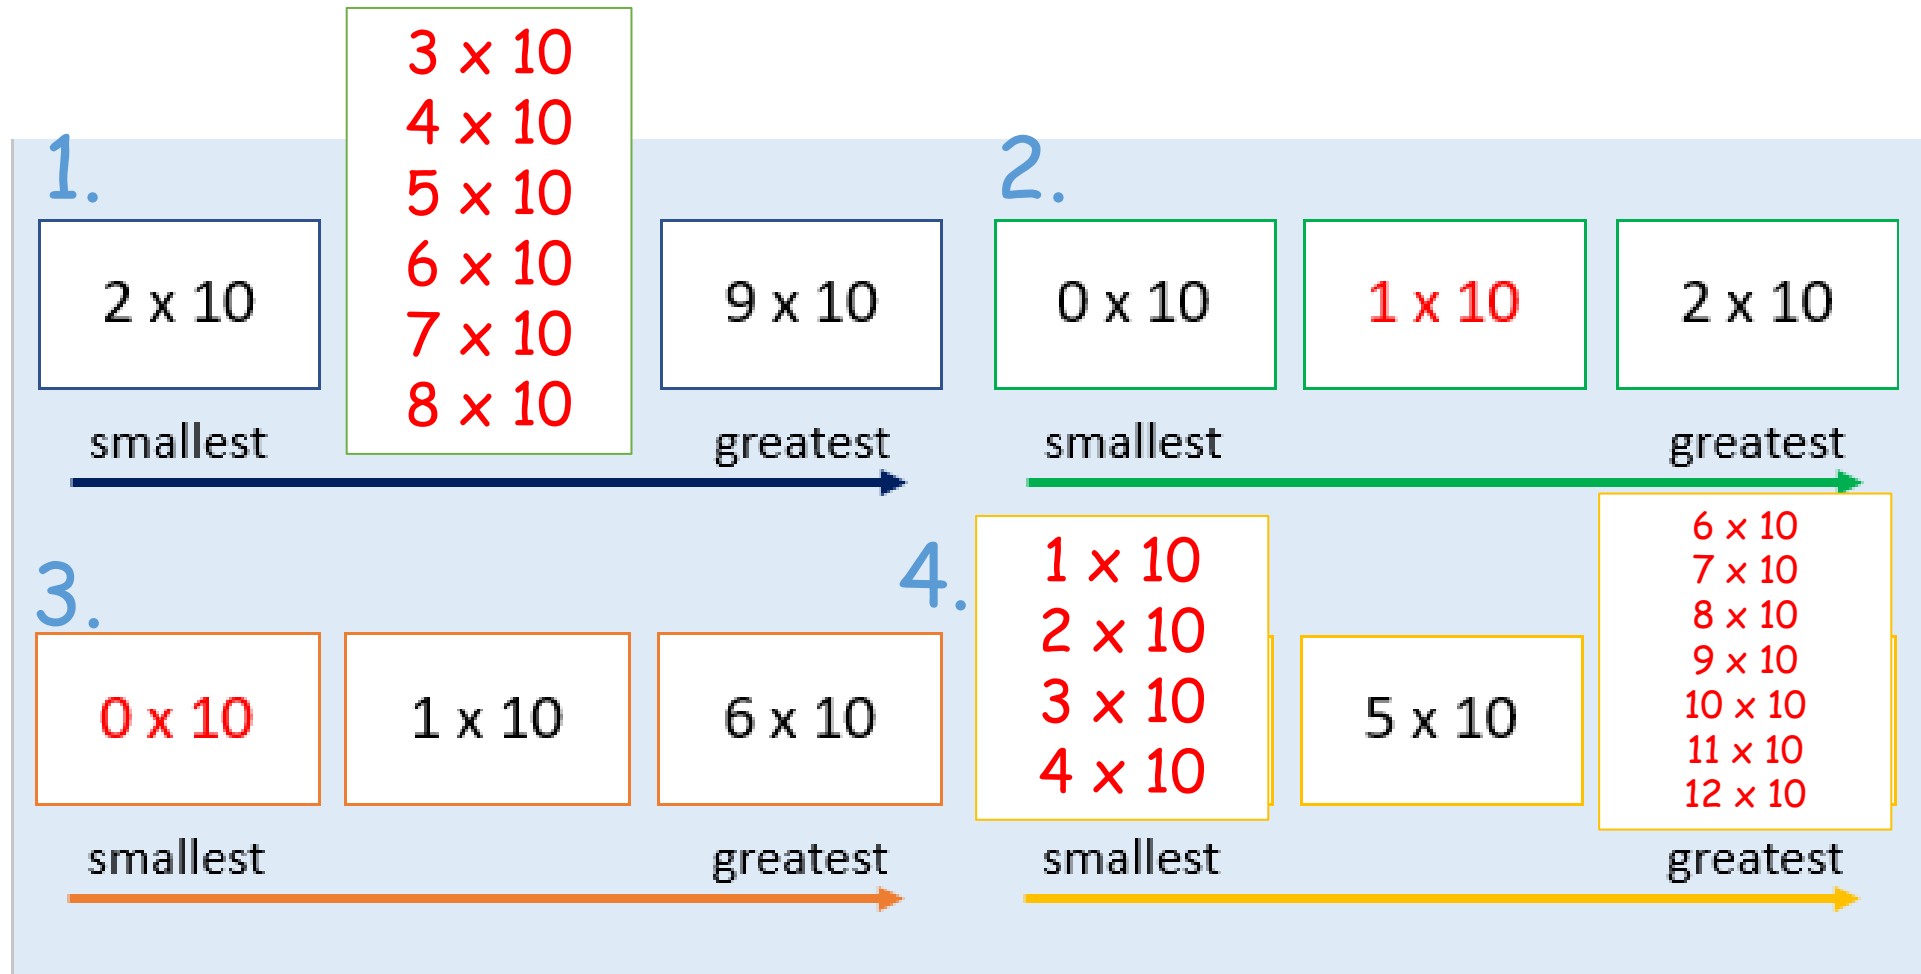 1.
2 x 10
3 x 10
4 x 10
5 x 10
6 x 10
7 x 10
8 x 10
9 x 10
smallest
greatest
2.
0 x 10
1 x 10
2 x 10
smallest
greatest
3.
0 x 10
1 x 10
6 x 10
smallest
greatest
4.
1 x 10
2 x 10
3 x 10
4 x 10
5 x 10
6 x 10
7 x 10
8 x 10
9 x 10
10 x 10
11 x 10
12 x 10
smallest
greatest